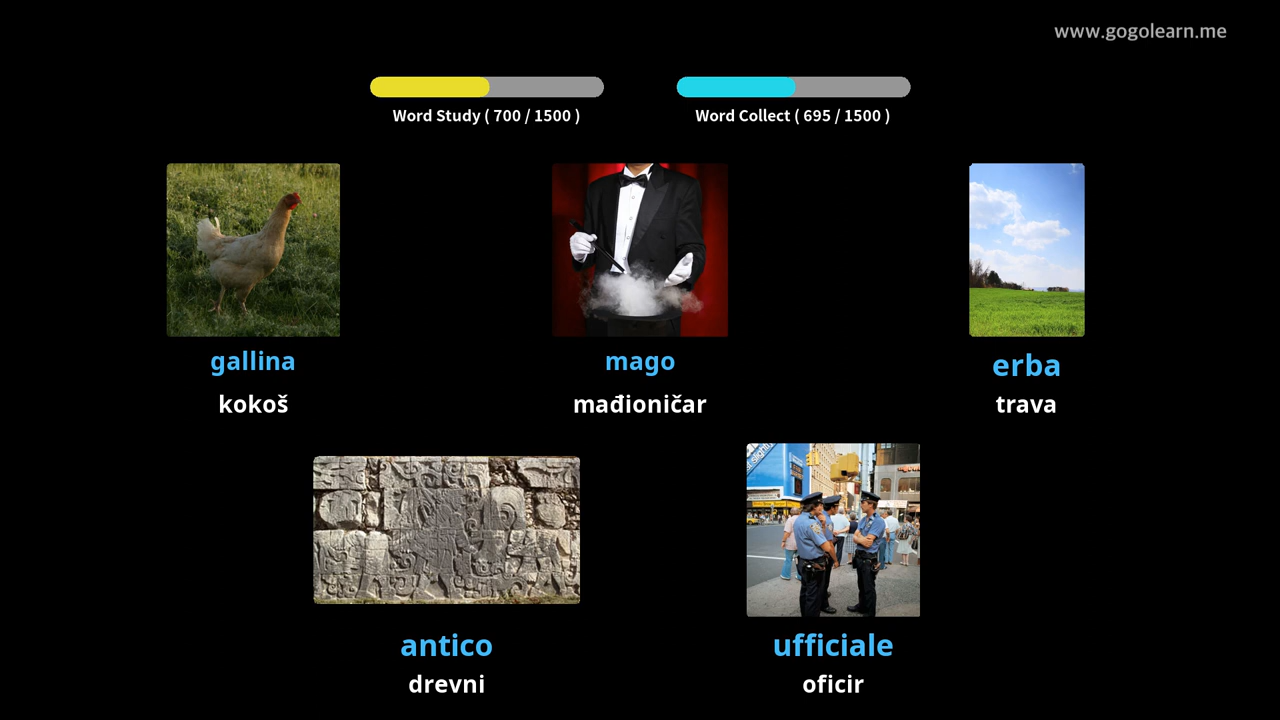 www.gogolearn.me
Word Study ( 700 / 1500 )
Word Collect ( 695 / 1500 )
gallina
mago
erba
kokoš
mađioničar
trava
antico
ufficiale
drevni
oficir